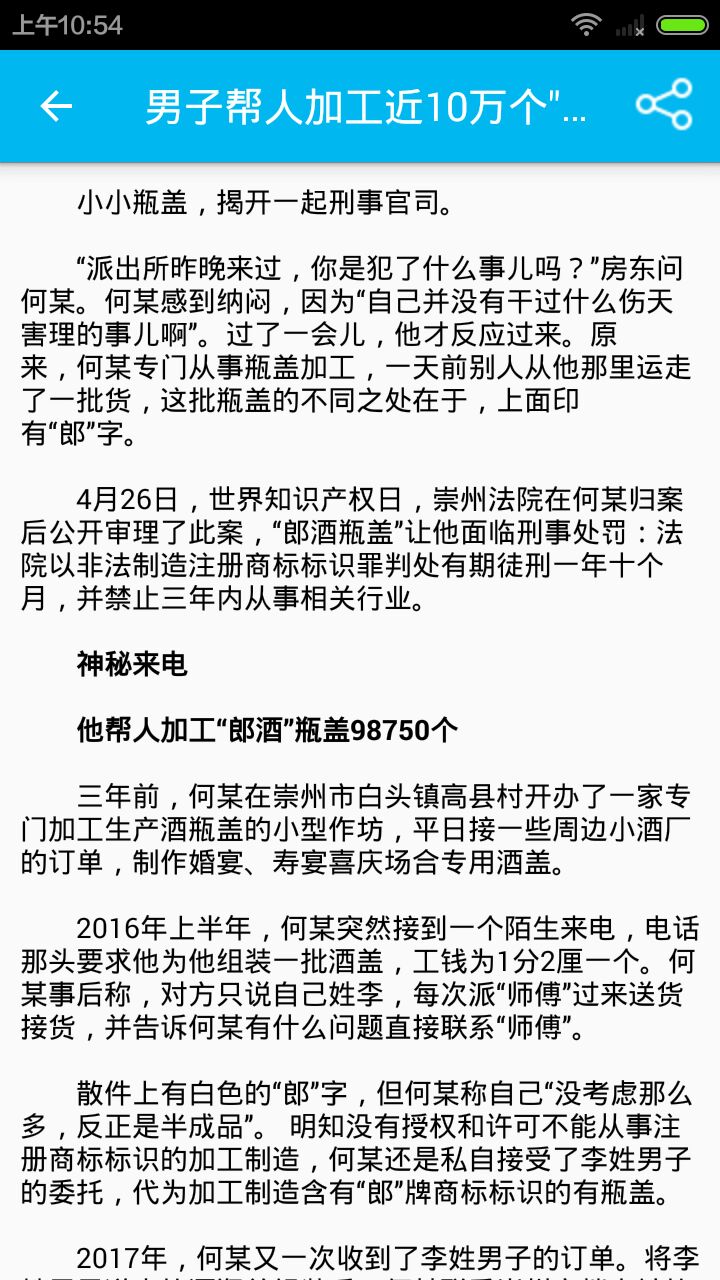 上午10:54
男子帮人加工近10万个"...
小小瓶盖，揭开一起刑事官司。
“派出所昨晚来过，你是犯了什么事儿吗？”房东问
何某。何某感到纳闷，因为“自己并没有干过什么伤天
害理的事儿啊”。过了一会儿，他才反应过来。原
来，何某专门从事瓶盖加工，一天前别人从他那里运走
了一批货，这批瓶盖的不同之处在于，上面印
有“郎”字。
4月26日，世界知识产权日，崇州法院在何某归案
后公开审理了此案，“郎酒瓶盖”让他面临刑事处罚：法
院以非法制造注册商标标识罪判处有期徒刑一年十个
月，并禁止三年内从事相关行业。
神秘来电
他帮人加工“郎酒”瓶盖98750个
三年前，何某在崇州市白头镇高县村开办了一家专
门加工生产酒瓶盖的小型作坊，平日接一些周边小酒厂
的订单，制作婚宴、寿宴喜庆场合专用酒盖。
2016年上半年，何某突然接到一个陌生来电，电话
那头要求他为他组装一批酒盖，工钱为1分2厘一个。何
某事后称，对方只说自己姓李，每次派“师傅”过来送货
接货，并告诉何某有什么问题直接联系“师傅”。
散件上有白色的“郎”字，但何某称自己“没考虑那么
多，反正是半成品”。 明知没有授权和许可不能从事注
册商标标识的加工制造，何某还是私自接受了李姓男子
的委托，代为加工制造含有“郎”牌商标标识的有瓶盖。
2017年，何某又一次收到了李姓男子的订单。将李